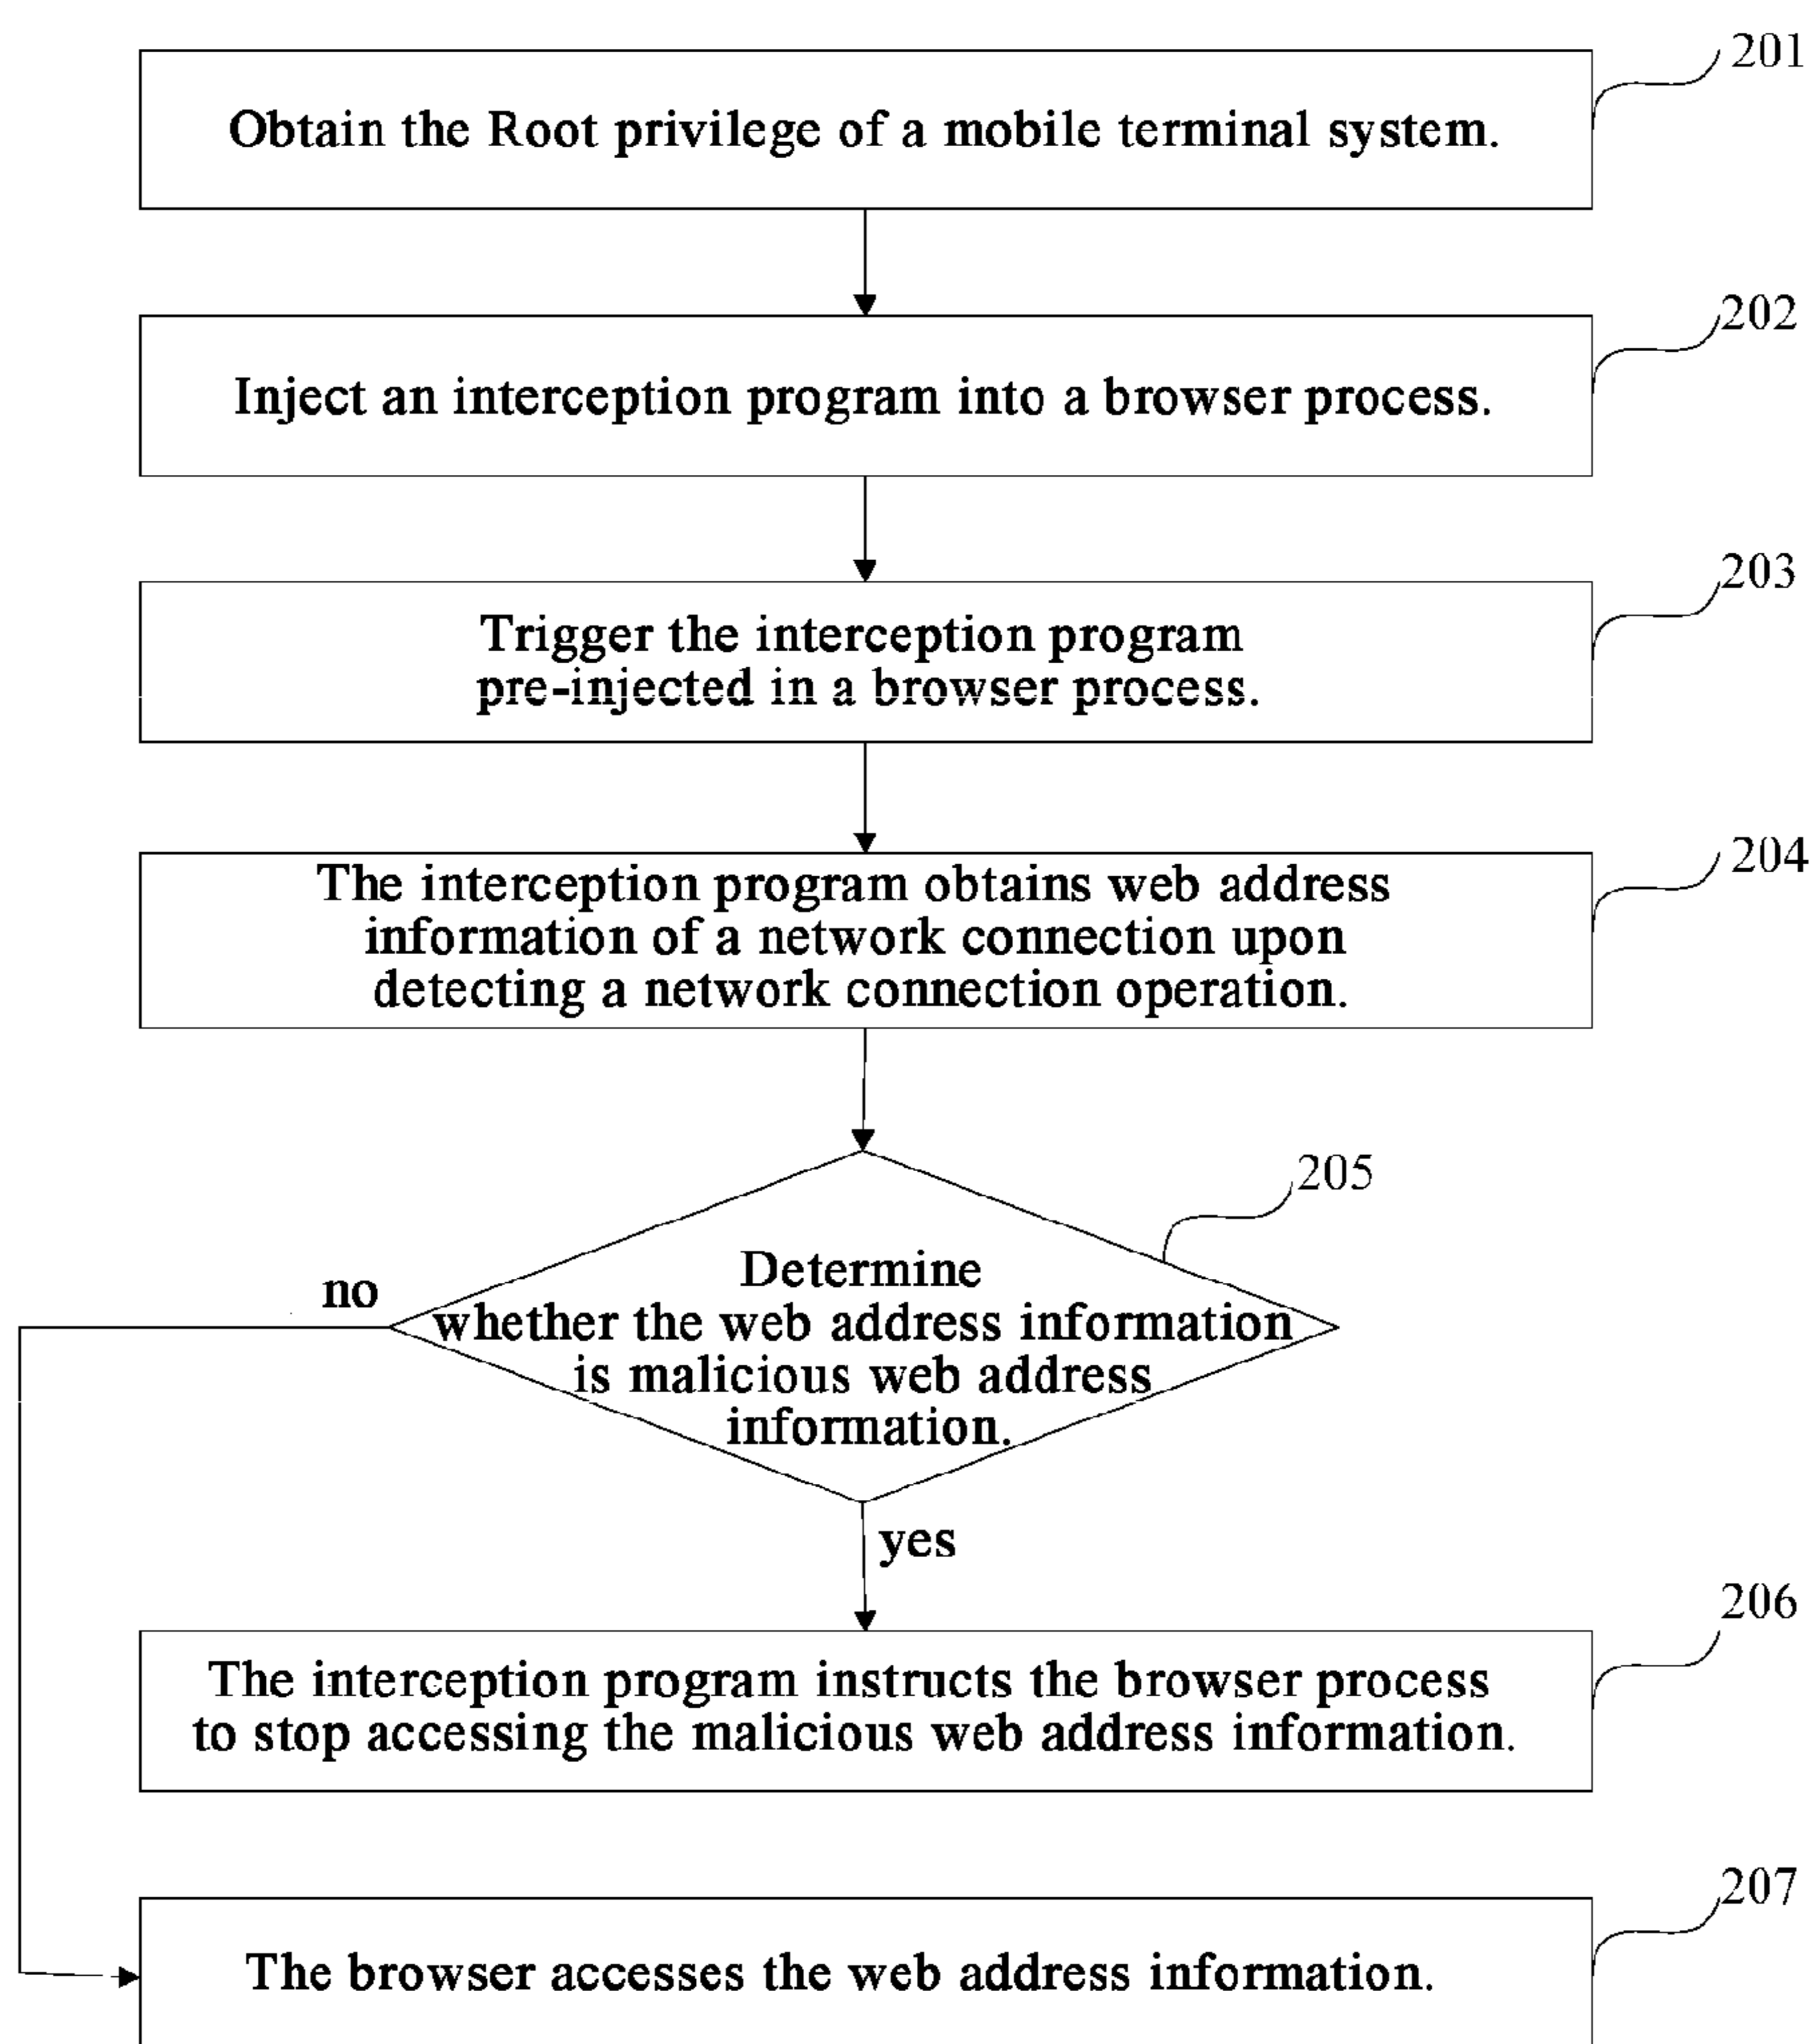 201
Obtain the Root privilege of a mobile terminal system.
202
Inject an interception program into a browser process.
203
Trigger the interception program
pre-injected in a browser process.
204
The interception program obtains web address
information of a network connection upon
detecting a network connection operation.
205
no
Determine
whether the web address information
is malicious web address
information.
yes
206
The interception program instructs the browser process
to stop accessing the malicious web address information.
207
The browser accesses the web address information.